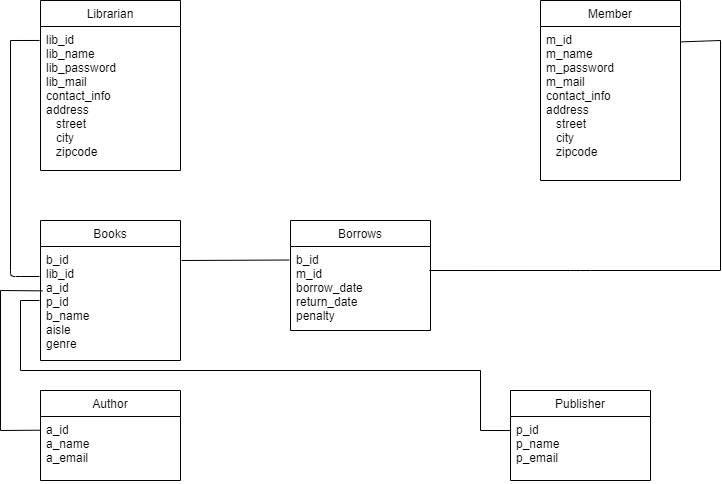 Librarian
lib_id
lib_name
lib_password
lib_mail
contact_info
address
street
city
zipcode
Member
m_id
m_name
m_password
m_mail
contact_info
address
street
city
zipcode
Books
b_id
lib_id
a_id
p_id
b_name
aisle
genre
Borrows
b_id
m_id
borrow_date
return_date
penalty
Author
a_id
a_name
a_email
Publisher
p_id
p_name
p_email